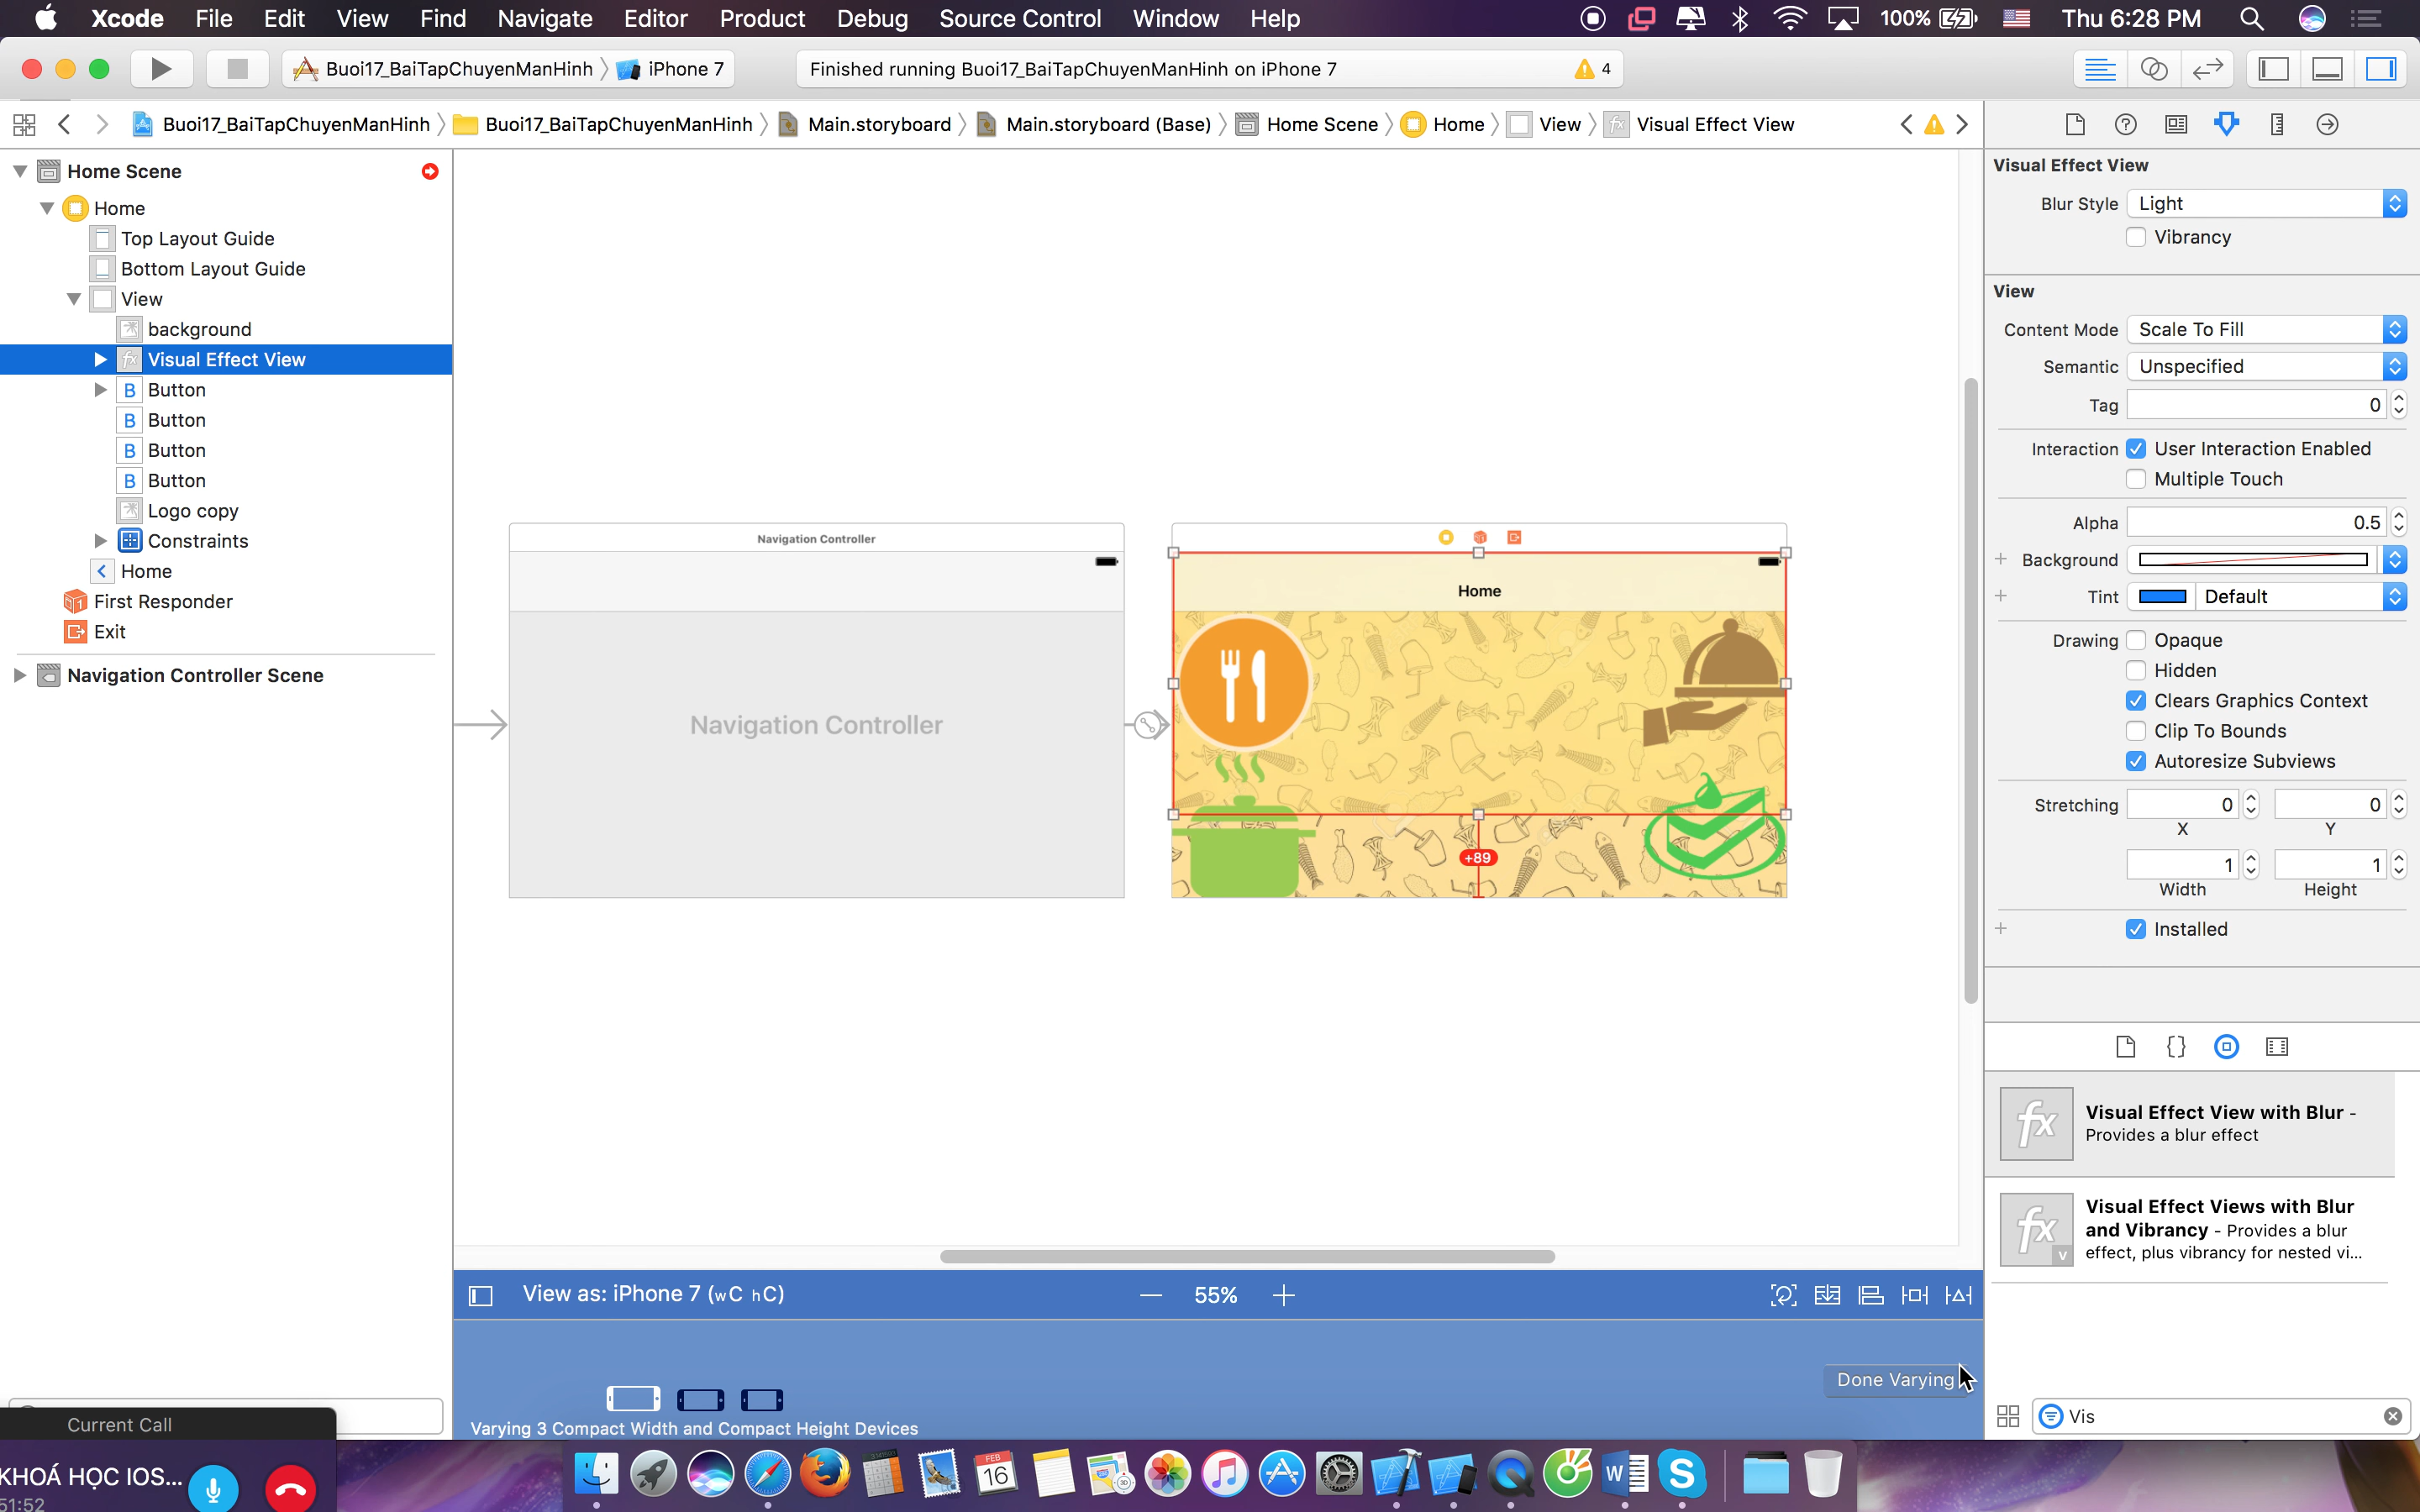 Xcode File Edit View Find Navigate Editor Product Debug Source Control Window Help 100% Thu 6:28 PM
Buoi17_BaiTapChuyenManHinh iPhone 7 Finished running Buoi17_BaiTapChuyenManHinh on iPhone 7 4
Buoi17_BaiTapChuyenManHinh Buoi17_BaiTapChuyenManHinh Main.storyboard Main.storyboard (Base) Home Scene Home View Visual Effect View
Home Scene
Home
Top Layout Guide
Bottom Layout Guide
View
background
Visual Effect View
B Button
B Button
B Button
B Button
Logo copy
Constraints
Home
First Responder
Exit
Navigation Controller Scene
Navigation Controller
Navigation Controller
Home
+89
View as: iPhone 7 (wC hC)
55%
Done Varying
Varying 3 Compact Width and Compact Height Devices
Visual Effect View
Blur Style Light
Vibrancy
View
Content Mode Scale To Fill
Semantic Unspecified
Tag 0
Interaction User Interaction Enabled
Multiple Touch
Alpha 0.5
Background
Tint Default
Drawing Opaque
Hidden
Clears Graphics Context
Clip To Bounds
Autoresize Subviews
Stretching 0 0
X Y
1 1
Width Height
Installed
fx
Visual Effect View with Blur -
Provides a blur effect
fx
v
Visual Effect Views with Blur
and Vibrancy - Provides a blur
effect, plus vibrancy for nested vi...
Vis
Current Call
KHOÁ HỌC IOS...
51:52
FEB
16
W
S